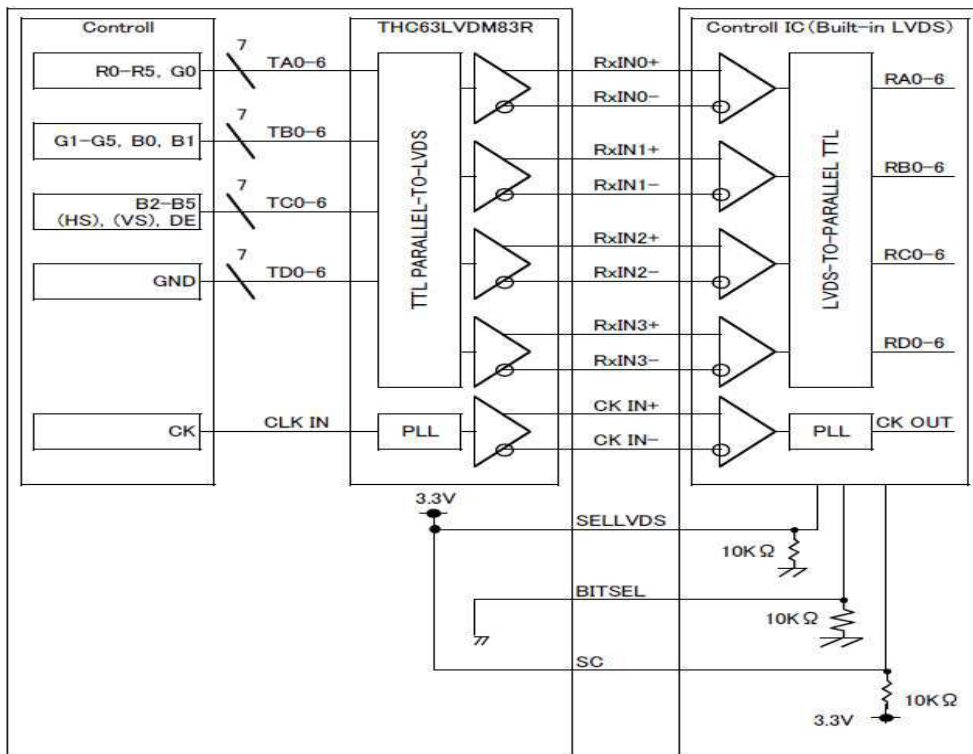 Controll
THC63LVDM83R
Controll IC(Built-in LVDS)
R0-R5, G0
7
TA0-6
RxIN0+
RxIN0-
RA0-6
G1-G5, B0, B1
7
TB0-6
RxIN1+
RxIN1-
RB0-6
B2-B5
(HS), (VS), DE
7
TC0-6
RxIN2+
RxIN2-
RC0-6
GND
7
TD0-6
RxIN3+
RxIN3-
RD0-6
TTL PARALLEL-TO-LVDS
LVDS-TO-PARALLEL TTL
CK
CLK IN
PLL
CK IN+
CK IN-
PLL
CK OUT
3.3V
SELLVDS
10KΩ
BITSEL
10KΩ
SC
10KΩ
3.3V